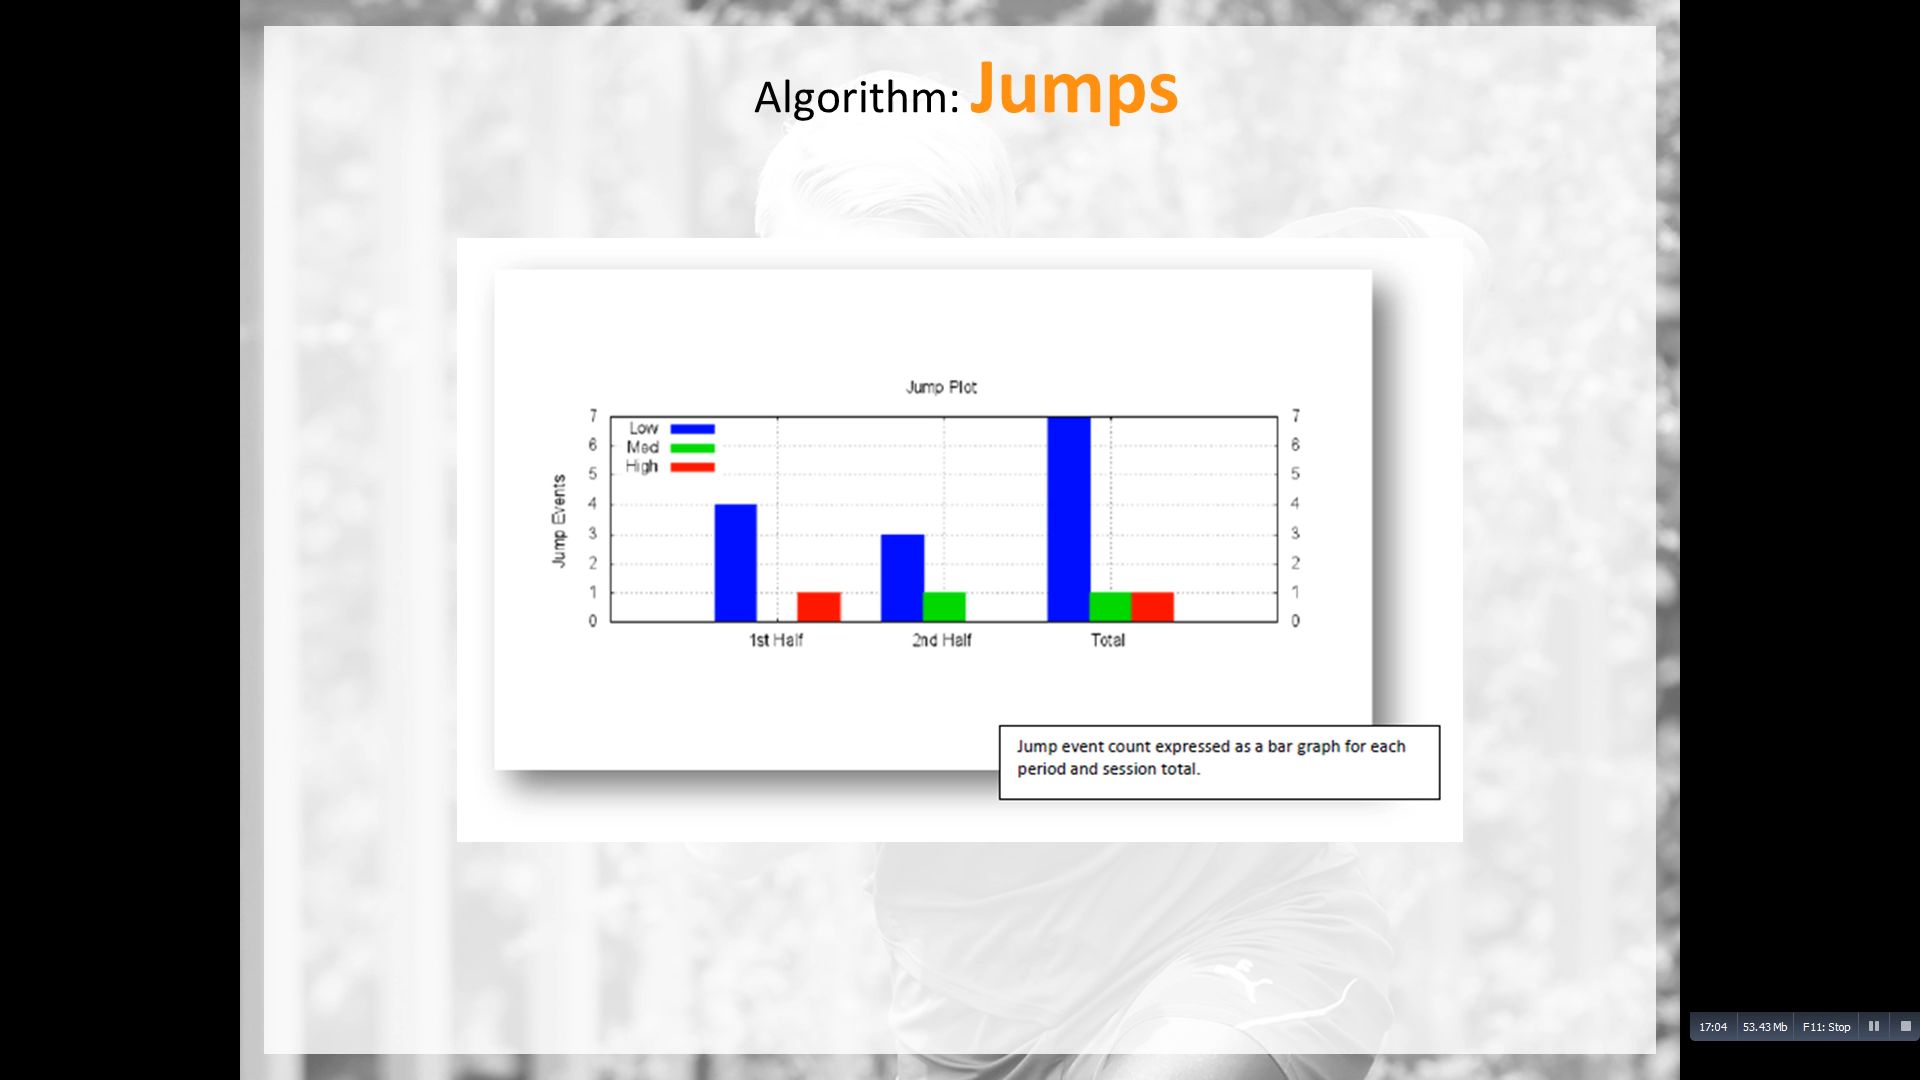 Algorithm: Jumps
Jump Plot
7 7
Low
6 6
Med
High
5 5
4 4
3 3
2 2
1 1
0 0
Jump Events
1st Half 2nd Half Total
Jump event count expressed as a bar graph for each
period and session total.
17:04 53.43 Mb F11: Stop